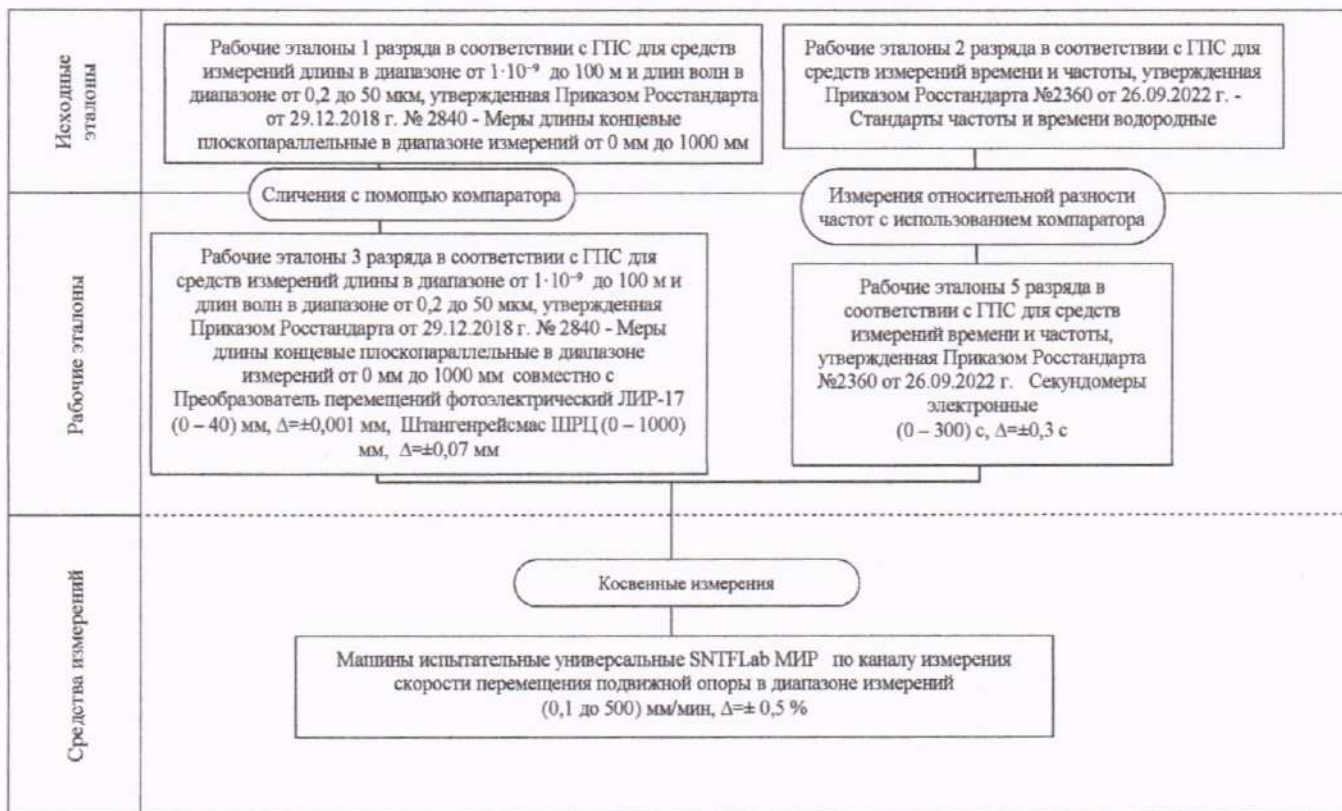 Исходные
эталоны
Рабочие эталоны 1 разряда в соответствии с ГПС для средств
измерений длины в диапазоне от 1·10⁻⁹ до 100 м и длин волн в
диапазоне от 0,2 до 50 мкм, утвержденная Приказом Росстандарта
от 29.12.2018 г. № 2840 - Меры длины концевые
плоскопараллельные в диапазоне измерений от 0 мм до 1000 мм
Рабочие эталоны 2 разряда в соответствии с ГПС для
средств измерений времени и частоты, утвержденная
Приказом Росстандарта №2360 от 26.09.2022 г. -
Стандарты частоты и времени водородные
Сличения с помощью компаратора
Измерения относительной разности
частот с использованием компаратора
Рабочие эталоны
Рабочие эталоны 3 разряда в соответствии с ГПС для
средств измерений длины в диапазоне от 1·10⁻⁹ до 100 м и
длин волн в диапазоне от 0,2 до 50 мкм, утвержденная
Приказом Росстандарта от 29.12.2018 г. № 2840 - Меры
длины концевые плоскопараллельные в диапазоне
измерений от 0 мм до 1000 мм совместно с
Преобразователь перемещений фотоэлектрический ЛИР-17
(0 – 40) мм, Δ=±0,001 мм, Штангенрейсмас ШРЦ (0 – 1000)
мм, Δ=±0,07 мм
Рабочие эталоны 5 разряда в
соответствии с ГПС для средств
измерений времени и частоты,
утвержденная Приказом Росстандарта
№2360 от 26.09.2022 г. Секундомеры
электронные
(0 – 300) с, Δ=±0,3 с
Средства измерений
Косвенные измерения
Машины испытательные универсальные SNTFLab МИР по каналу измерения
скорости перемещения подвижной опоры в диапазоне измерений
(0,1 до 500) мм/мин, Δ=± 0,5 %